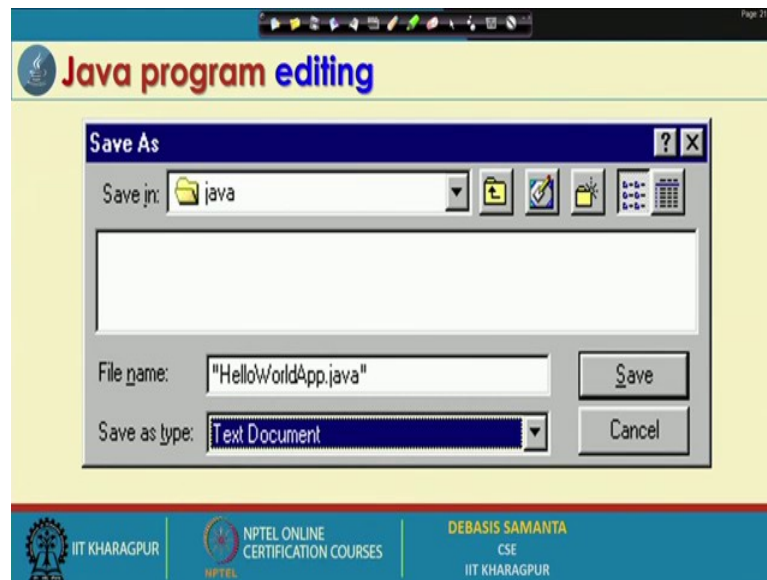 Page 21
Java program editing
Save As
Save in: java
File name: "HelloWorldApp.java"
Save
Save as type: Text Document
Cancel
IIT KHARAGPUR
NPTEL
NPTEL ONLINE
CERTIFICATION COURSES
DEBASIS SAMANTA
CSE
IIT KHARAGPUR